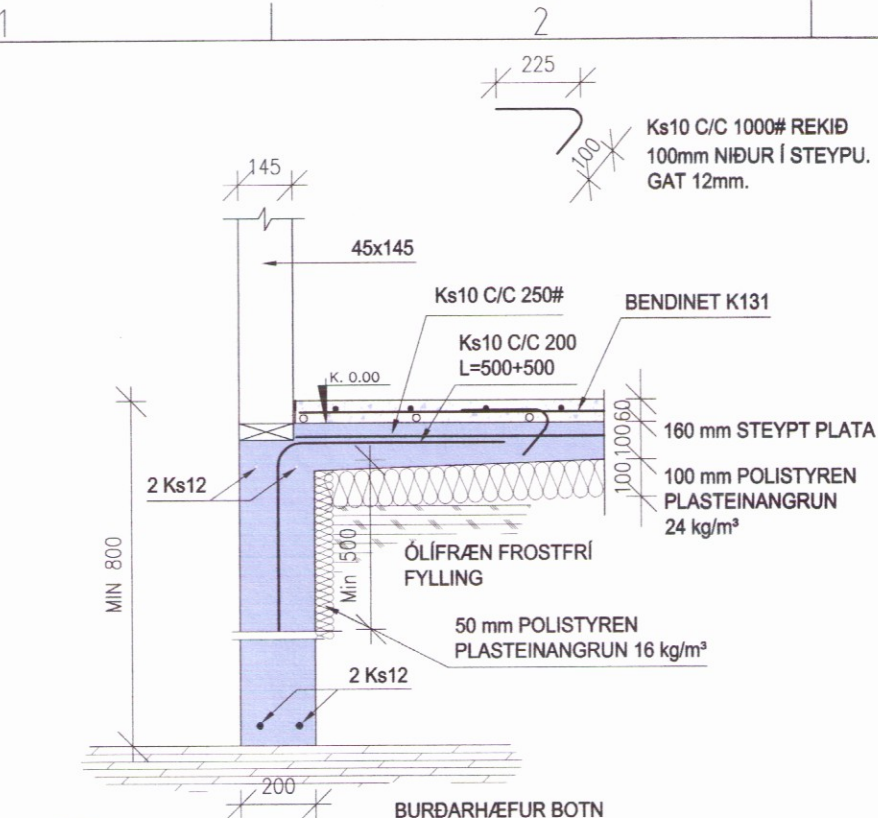 1
2
225
100
Ks10 C/C 1000# REKIÐ
100mm NIÐUR Í STEYPU.
GAT 12mm.
145
45x145
Ks10 C/C 250#
BENDINET K131
Ks10 C/C 200
L=500+500
K. 0.00
60
100
100
160 mm STEYPT PLATA
100 mm POLISTYREN
PLASTEINANGRUN
24 kg/m³
2 Ks12
MIN 800
Min 500
ÓLÍFRÆN FROSTFRÍ
FYLLING
50 mm POLISTYREN
PLASTEINANGRUN 16 kg/m³
2 Ks12
200
BURÐARHÆFUR BOTN